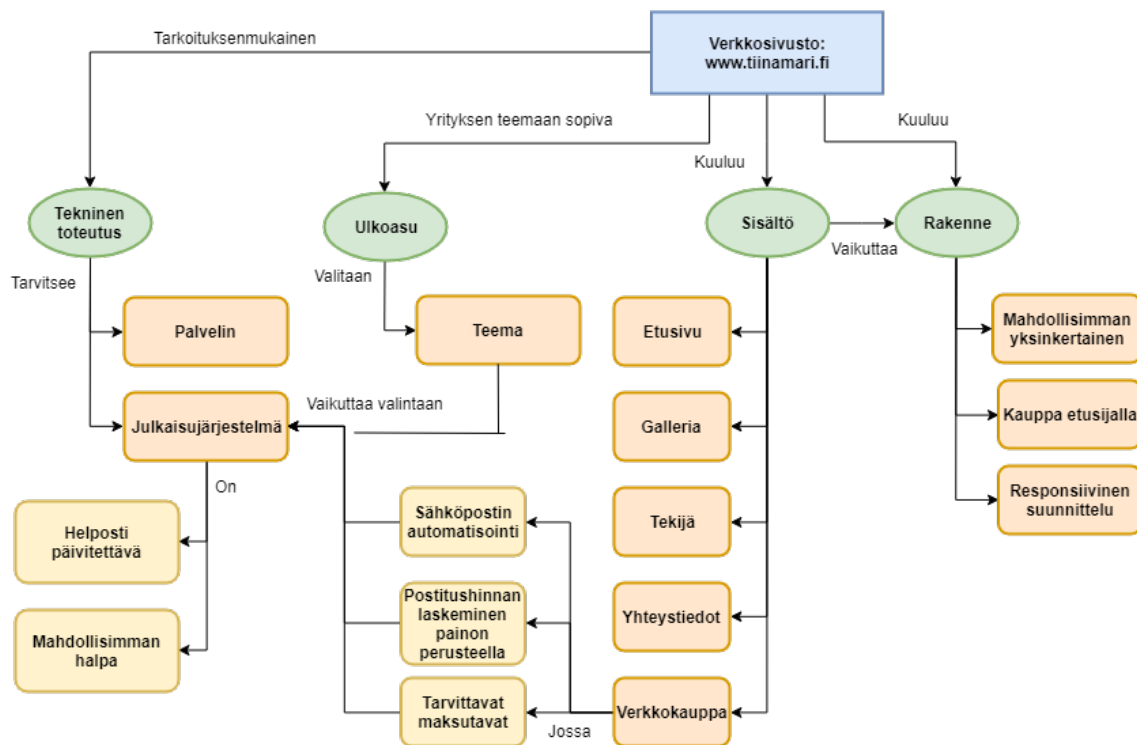 Tarkoituksenmukainen
Verkkosivusto:
www.tiinamari.fi
Yrityksen teemaan sopiva
Kuuluu
Kuuluu
Tekninen
toteutus
Ulkoasu
Sisältö
Rakenne
Vaikuttaa
Tarvitsee
Valitaan
Palvelin
Teema
Etusivu
Mahdollisimman
yksinkertainen
Vaikuttaa valintaan
Julkaisujärjestelmä
Galleria
Kauppa etusijalla
On
Helposti
päivitettävä
Sähköpostin
automatisointi
Tekijä
Responsiivinen
suunnittelu
Mahdollisimman
halpa
Postitushinnan
laskeminen
painon
perusteella
Yhteystiedot
Tarvittavat
maksutavat
Jossa
Verkkokauppa